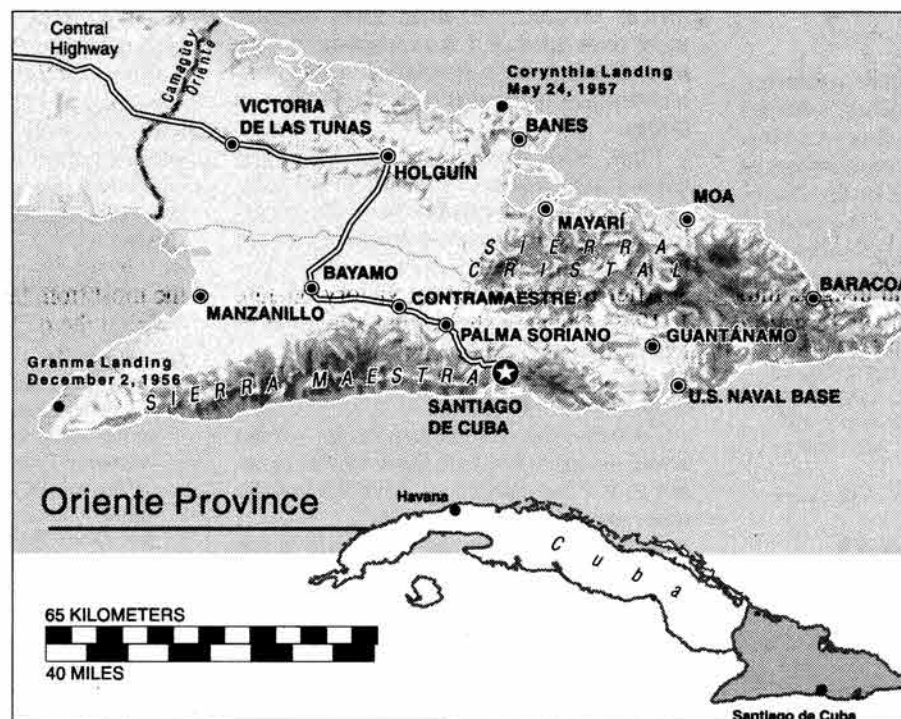 Central
Highway
Camagüey
Oriente
Corynthia Landing
May 24, 1957
VICTORIA
DE LAS TUNAS
BANES
HOLGUÍN
MOA
MAYARÍ
SIERRA
CRISTAL
BAYAMO
BARACOA
MANZANILLO
CONTRAMAESTRE
PALMA SORIANO
GUANTÁNAMO
Granma Landing
December 2, 1956
SIERRA MAESTRA
U.S. NAVAL BASE
SANTIAGO
DE CUBA
Oriente Province
Havana
Cuba
65 KILOMETERS
40 MILES
Santiago de Cuba